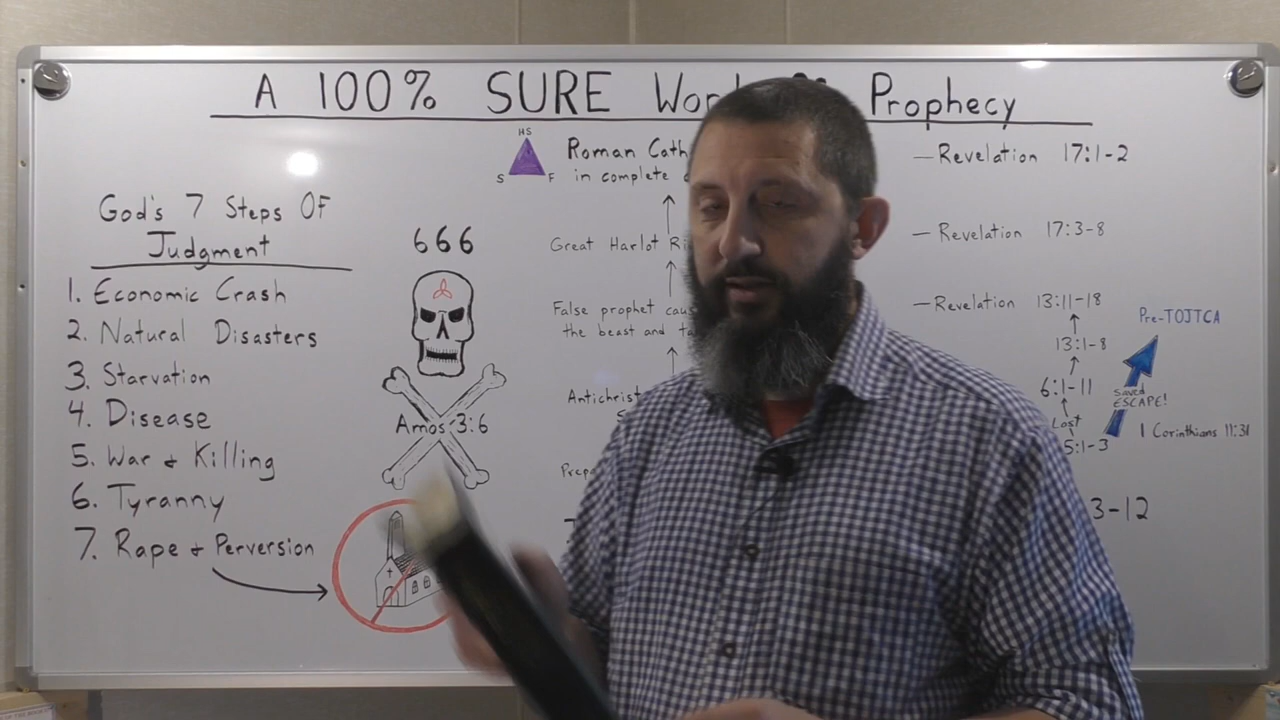 A 100% SURE Prophecy
God's 7 Steps OF
Judgment
1. Economic Crash
2. Natural Disasters
3. Starvation
4. Disease
5. War & Killing
6. Tyranny
7. Rape & Perversion
666
Amos 3:6
HS
S F
Roman
in complete
Great Harlot
False prophet
the beast and
Antichrist
—Revelation 17:1-2
—Revelation 17:3-8
—Revelation 13:11-18
13:1-8
6:1-11
Lost
5:1-3
Pre-TOJTCA
Saved
ESCAPE!
1 Corinthians 11:31
3-12